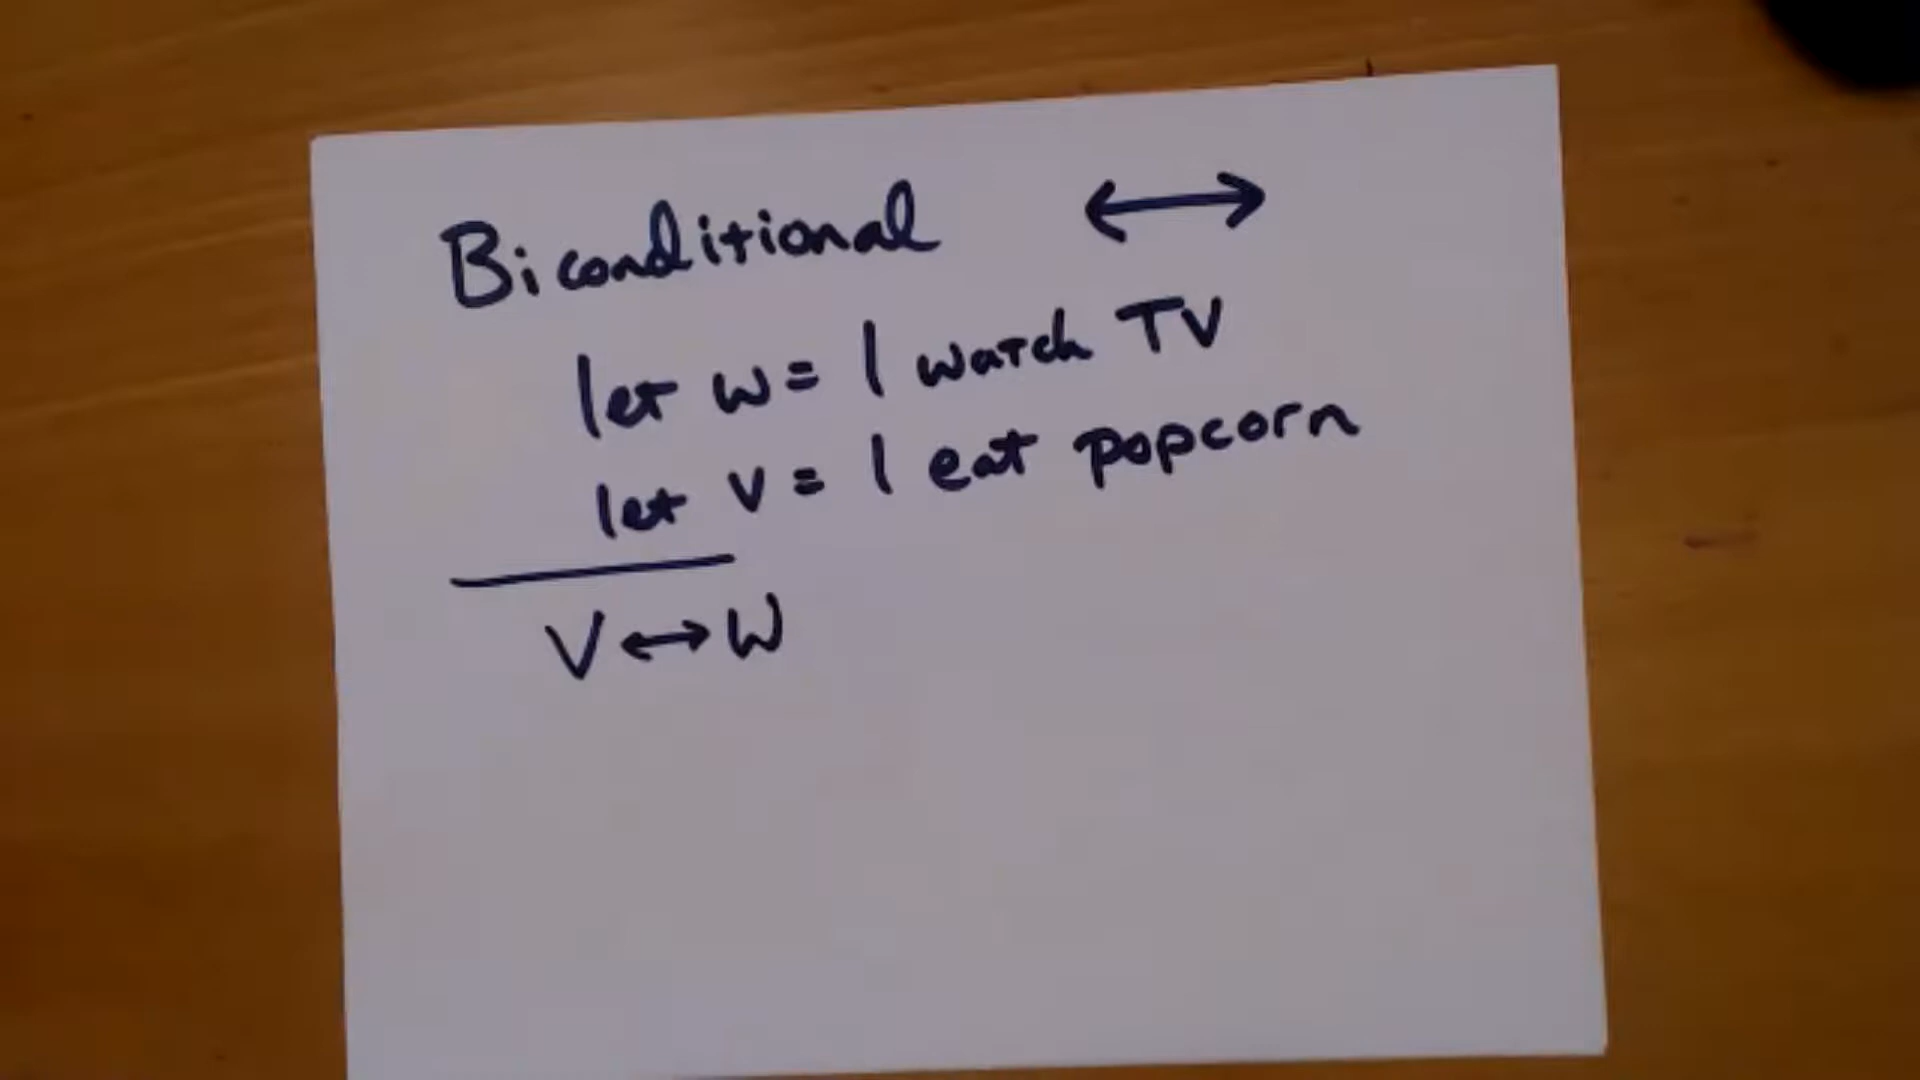 Biconditional ↔
let w = I watch TV
let v = I eat popcorn
V ↔ W